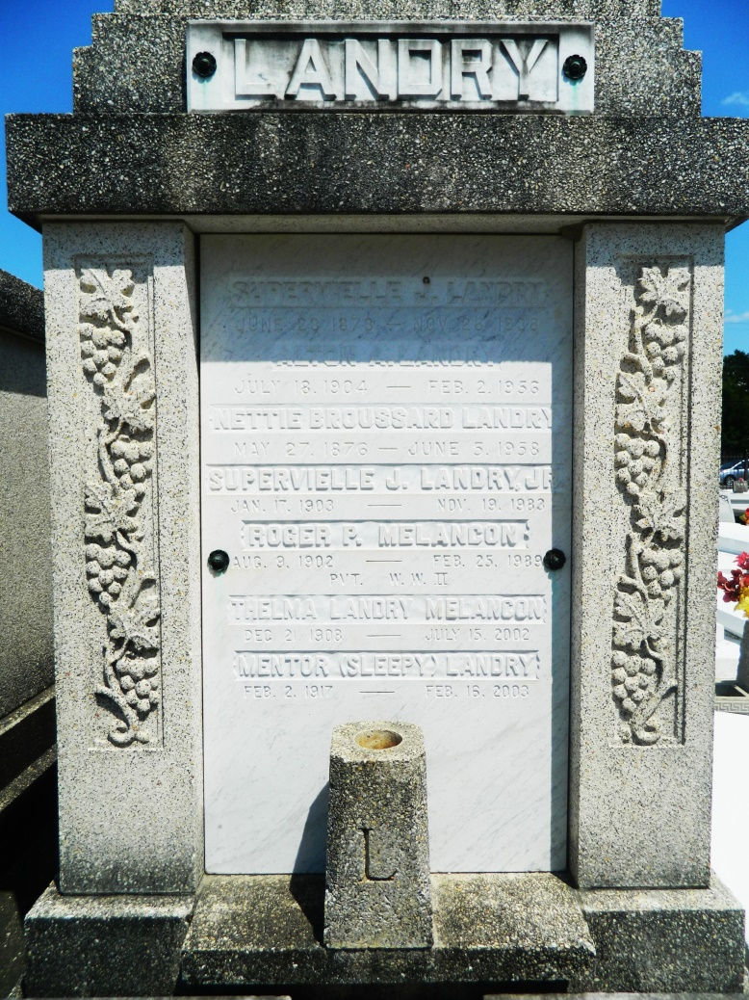 LANDRY
SUPERVIELLE J. LANDRY
JUNE 20 1873 — NOV. 28
ALTON A. LANDRY
JULY 18. 1904 — FEB. 2. 1956
NETTIE BROUSSARD LANDRY
MAY 27. 1876 — JUNE 5. 1958
SUPERVIELLE J. LANDRY, JR.
JAN. 17. 1903 — NOV. 19. 1983
ROGER P. MELANCON
AUG. 9. 1902 — FEB. 25. 1989
PVT. W. W. II
THELMA LANDRY MELANCON
DEC 21 1908 — JULY 15. 2002
MENTOR (SLEEPY) LANDRY
FEB. 2. 1917 — FEB. 16. 2003
L